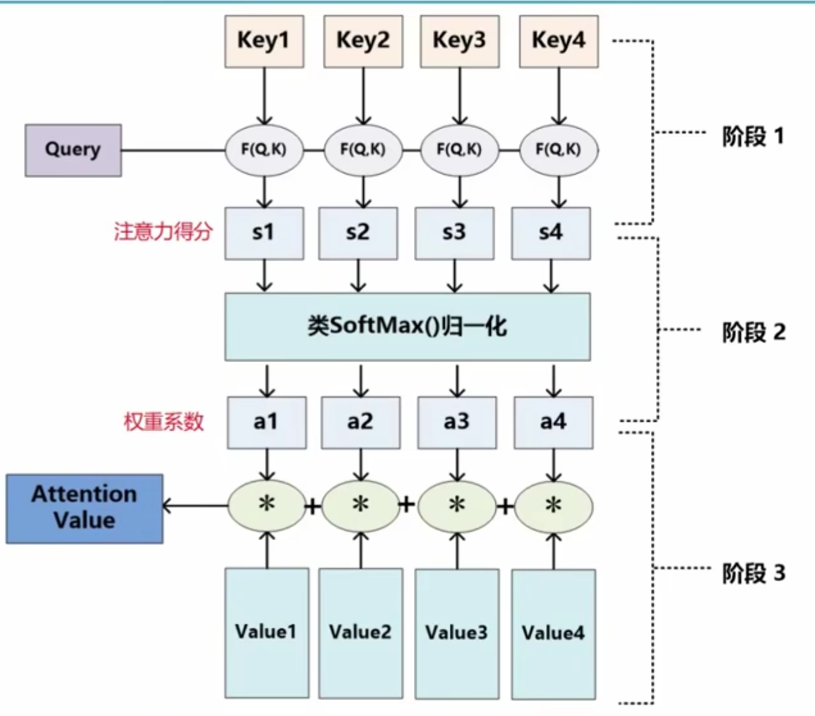 Key1 Key2 Key3 Key4
阶段 1
Query F(Q,K) F(Q,K) F(Q,K) F(Q,K)
注意力得分 s1 s2 s3 s4
类SoftMax()归一化
阶段 2
权重系数 a1 a2 a3 a4
Attention
Value
* + * + * + *
阶段 3
Value1 Value2 Value3 Value4